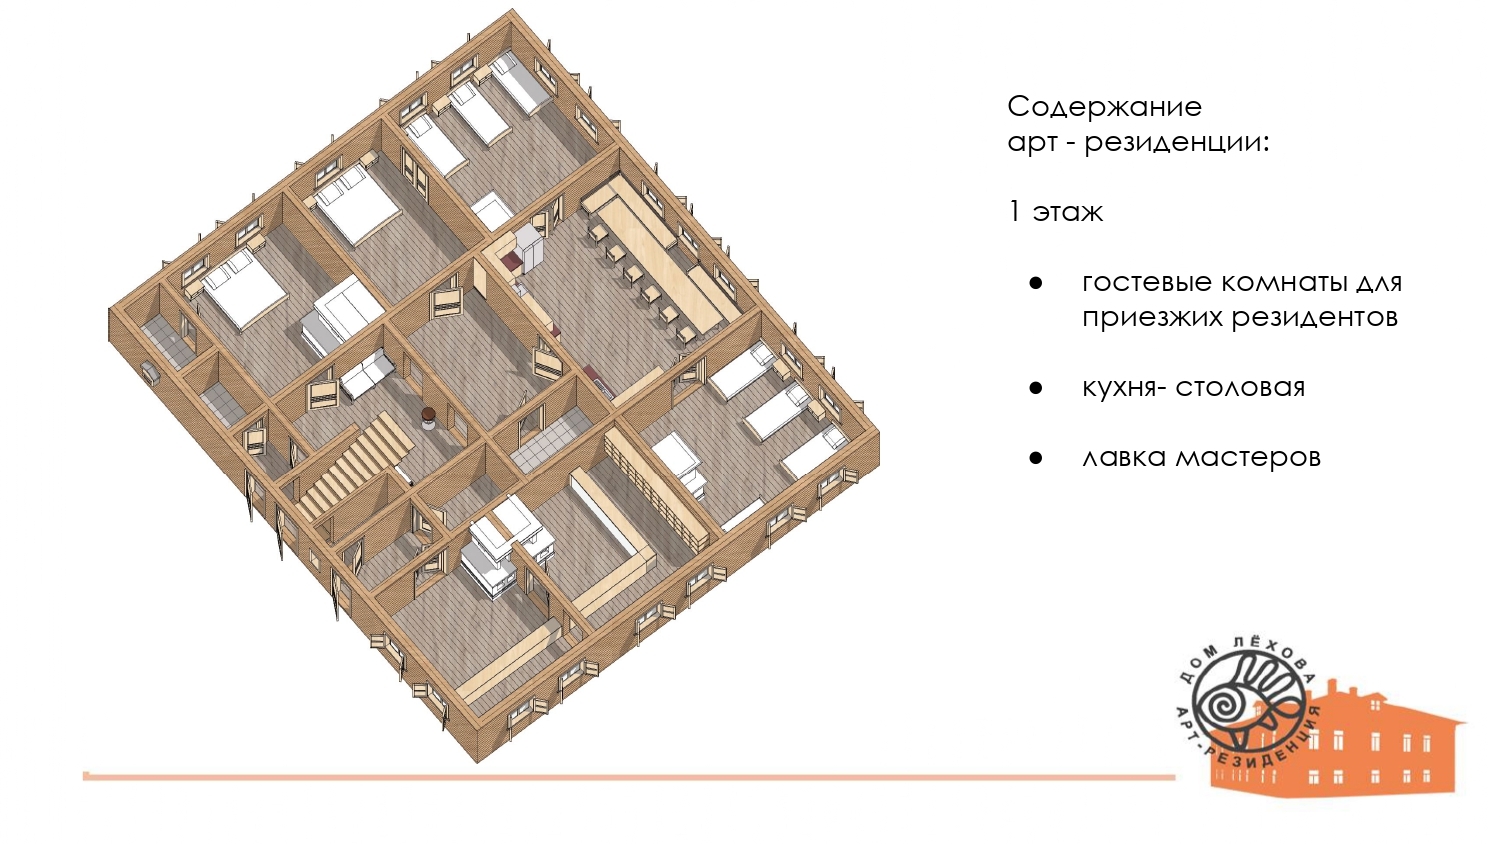 Содержание
арт - резиденции:
1 этаж
● гостевые комнаты для
приезжих резидентов
● кухня- столовая
● лавка мастеров
ДОМ ЛЁХОВА
АРТ-РЕЗИДЕНЦИЯ